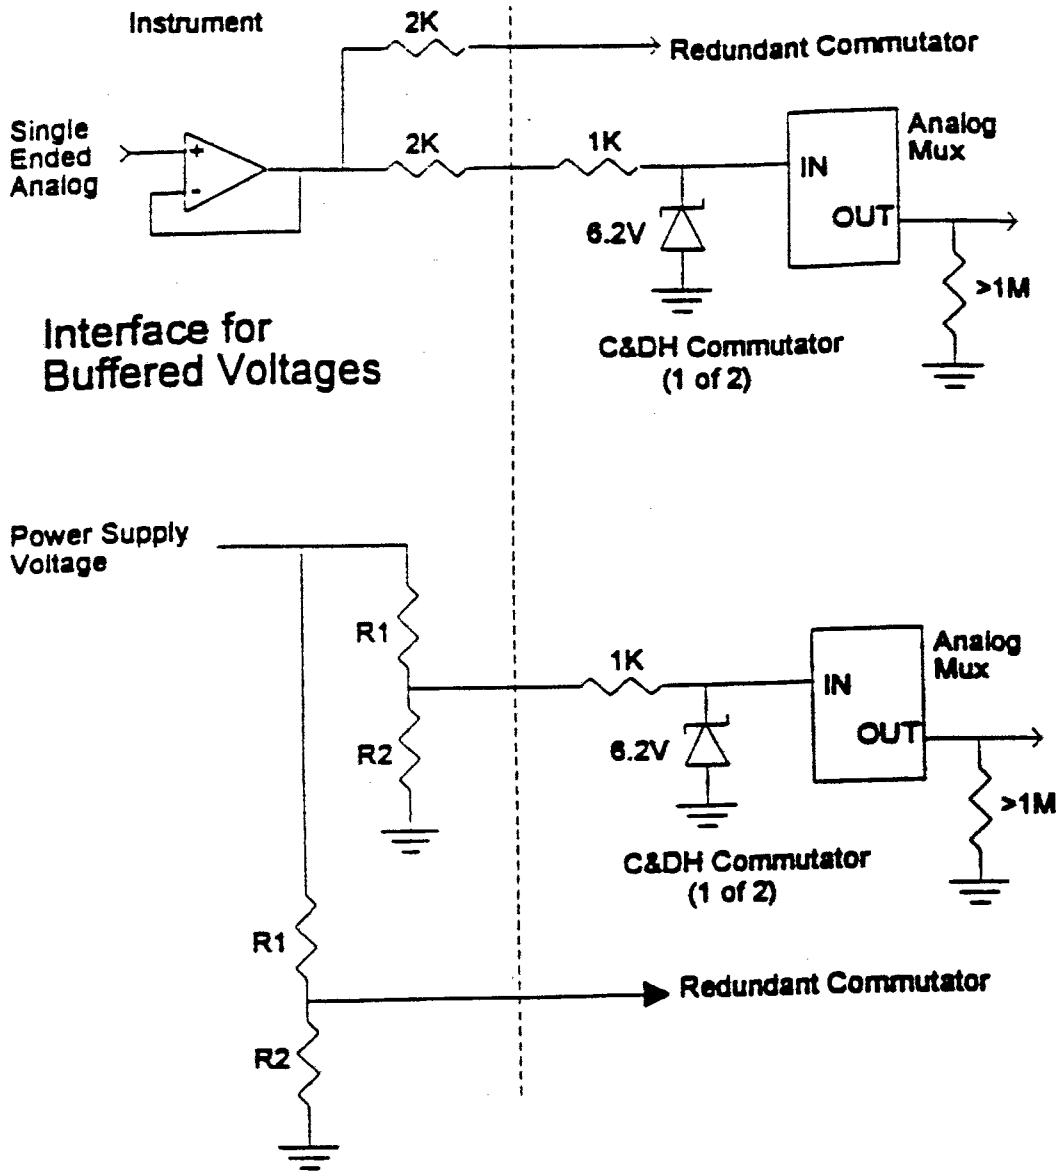 Instrument
2K
Redundant Commutator
Single
Ended
Analog
+
-
2K
1K
Analog
Mux
IN
OUT
6.2V
>1M
Interface for
Buffered Voltages
C&DH Commutator
(1 of 2)
Power Supply
Voltage
R1
R2
1K
Analog
Mux
IN
OUT
6.2V
>1M
C&DH Commutator
(1 of 2)
R1
Redundant Commutator
R2